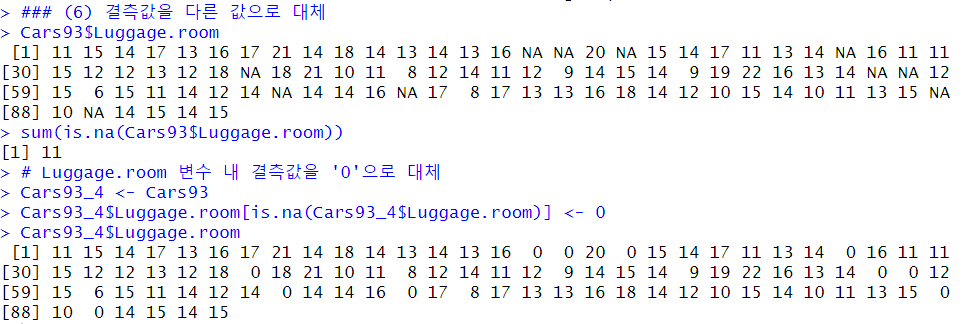 > ### (6) 결측값을 다른 값으로 대체
> Cars93$Luggage.room
 [1] 11 15 14 17 13 16 17 21 14 18 14 13 14 13 16 NA NA 20 NA 15 14 17 11 13 14 NA 16 11 11
[30] 15 12 12 13 12 18 NA 18 21 10 11  8 12 14 11 12  9 14 15 14  9 19 22 16 13 14 NA NA 12
[59] 15  6 15 11 14 12 14 NA 14 14 16 NA 17  8 17 13 13 16 18 14 12 10 15 14 10 11 13 15 NA
[88] 10 NA 14 15 14 15
> sum(is.na(Cars93$Luggage.room))
[1] 11
> # Luggage.room 변수 내 결측값을 '0'으로 대체
> Cars93_4 <- Cars93
> Cars93_4$Luggage.room[is.na(Cars93_4$Luggage.room)] <- 0
> Cars93_4$Luggage.room
 [1] 11 15 14 17 13 16 17 21 14 18 14 13 14 13 16  0  0 20  0 15 14 17 11 13 14  0 16 11 11
[30] 15 12 12 13 12 18  0 18 21 10 11  8 12 14 11 12  9 14 15 14  9 19 22 16 13 14  0  0 12
[59] 15  6 15 11 14 12 14  0 14 14 16  0 17  8 17 13 13 16 18 14 12 10 15 14 10 11 13 15  0
[88] 10  0 14 15 14 15